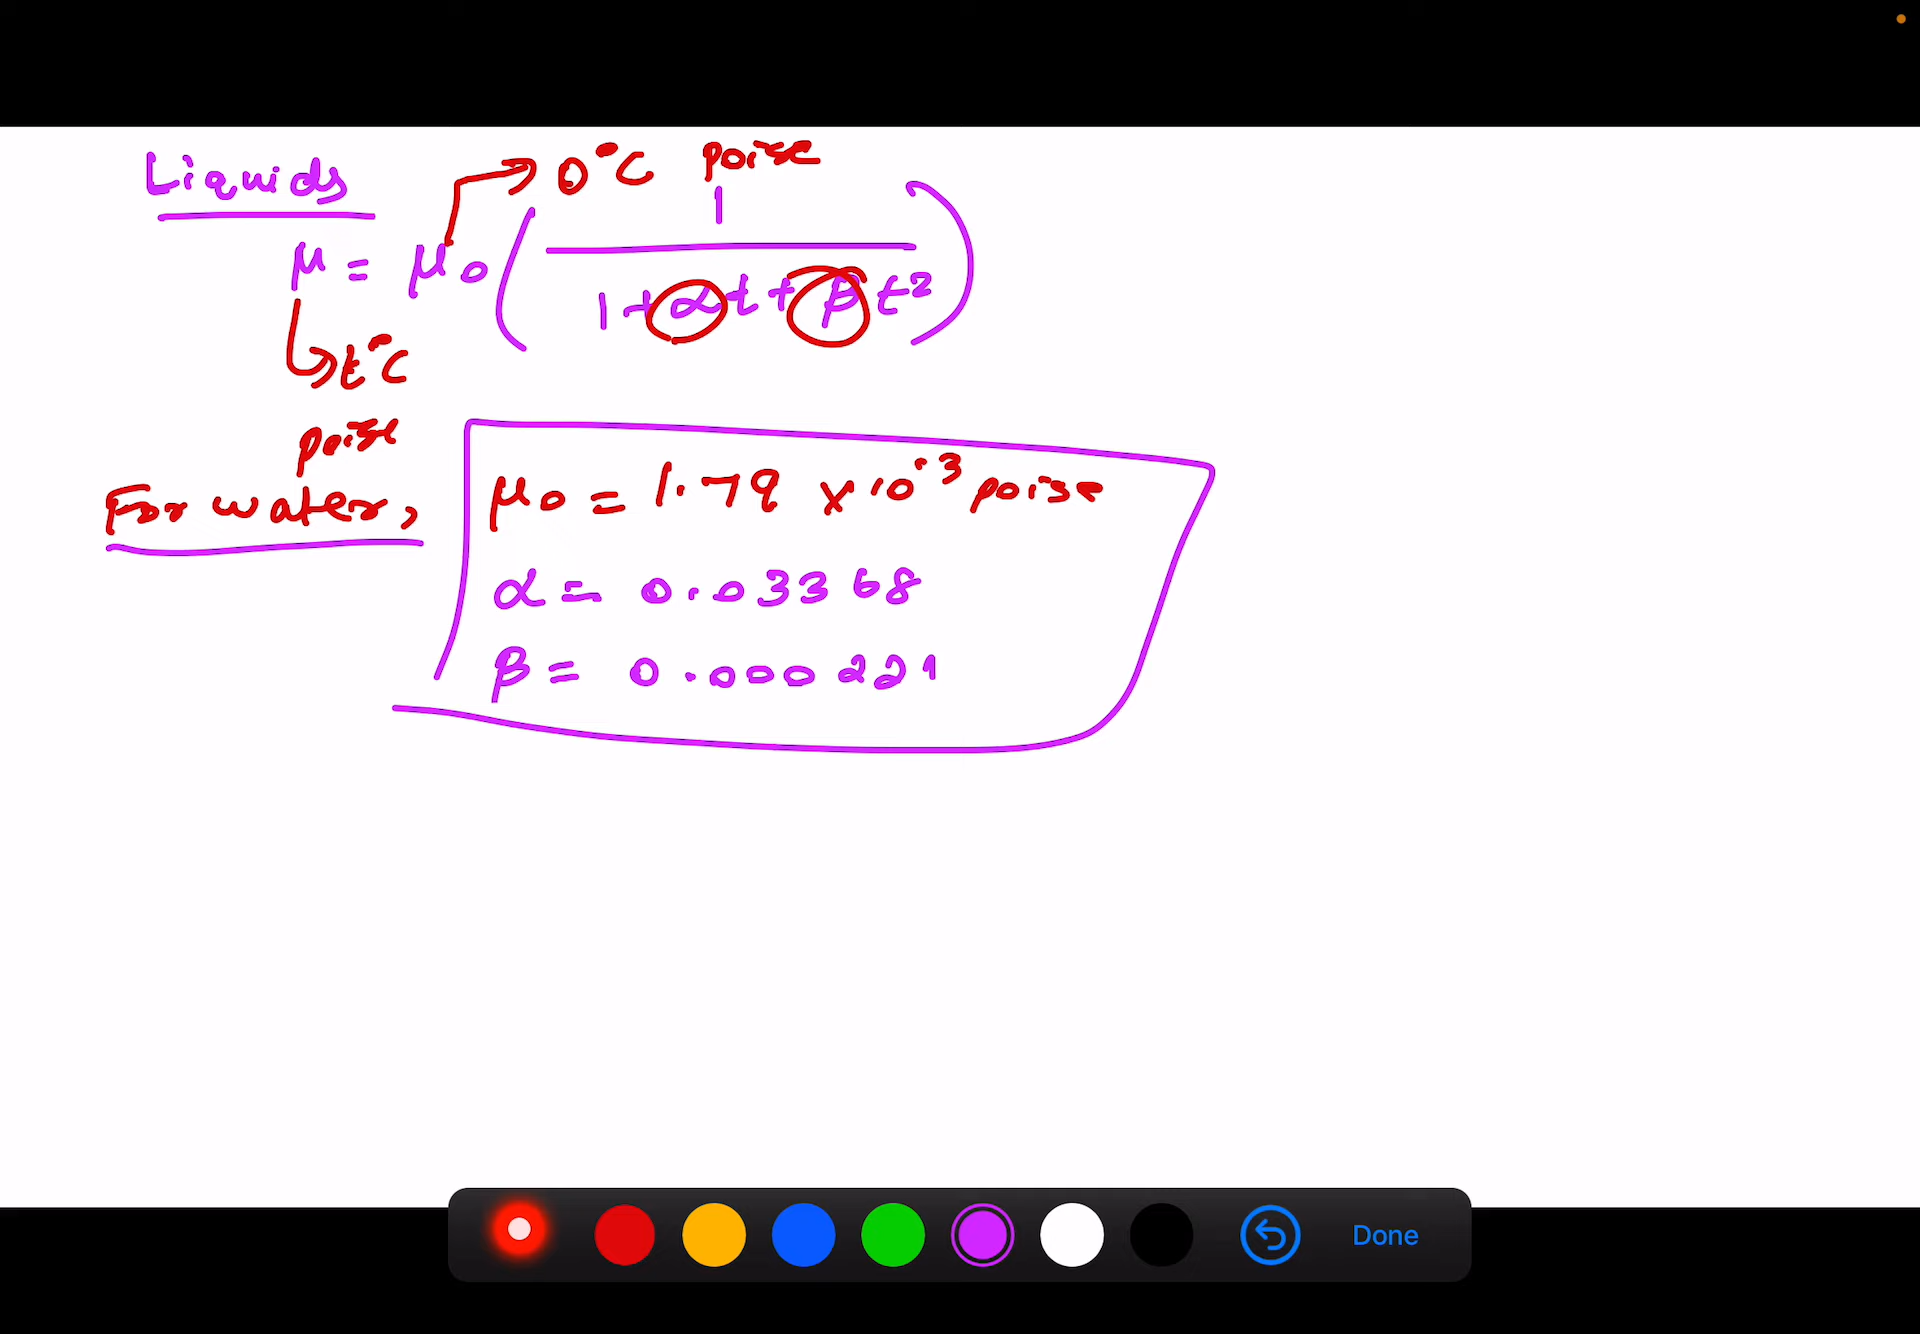 Liquids
0°C poise
μ = μ₀ ( 1 / 1 + αt + βt² )
t°C
poise
For water,
μ₀ = 1.79 × 10⁻³ poise
α = 0.03368
β = 0.000221
Done